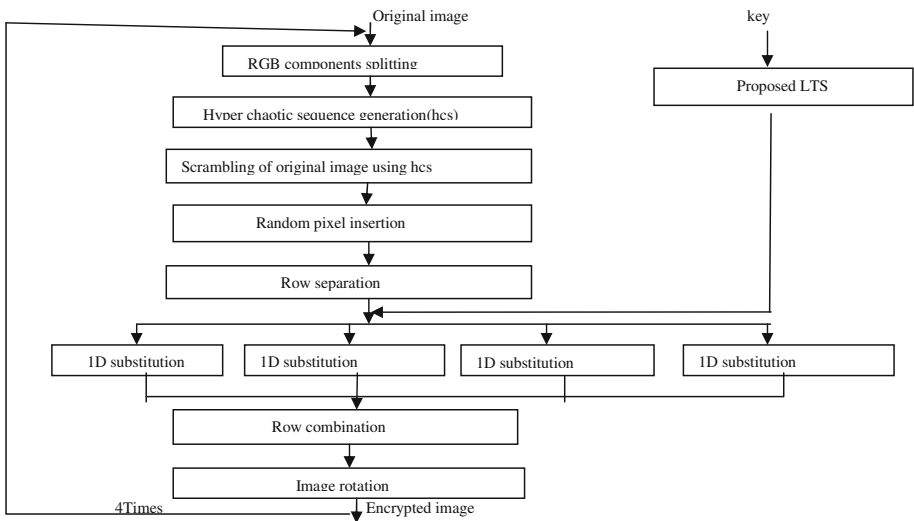 Original image
key
RGB components splitting
Proposed LTS
Hyper chaotic sequence generation(hcs)
Scrambling of original image using hcs
Random pixel insertion
Row separation
1D substitution
1D substitution
1D substitution
1D substitution
Row combination
Image rotation
4Times
Encrypted image